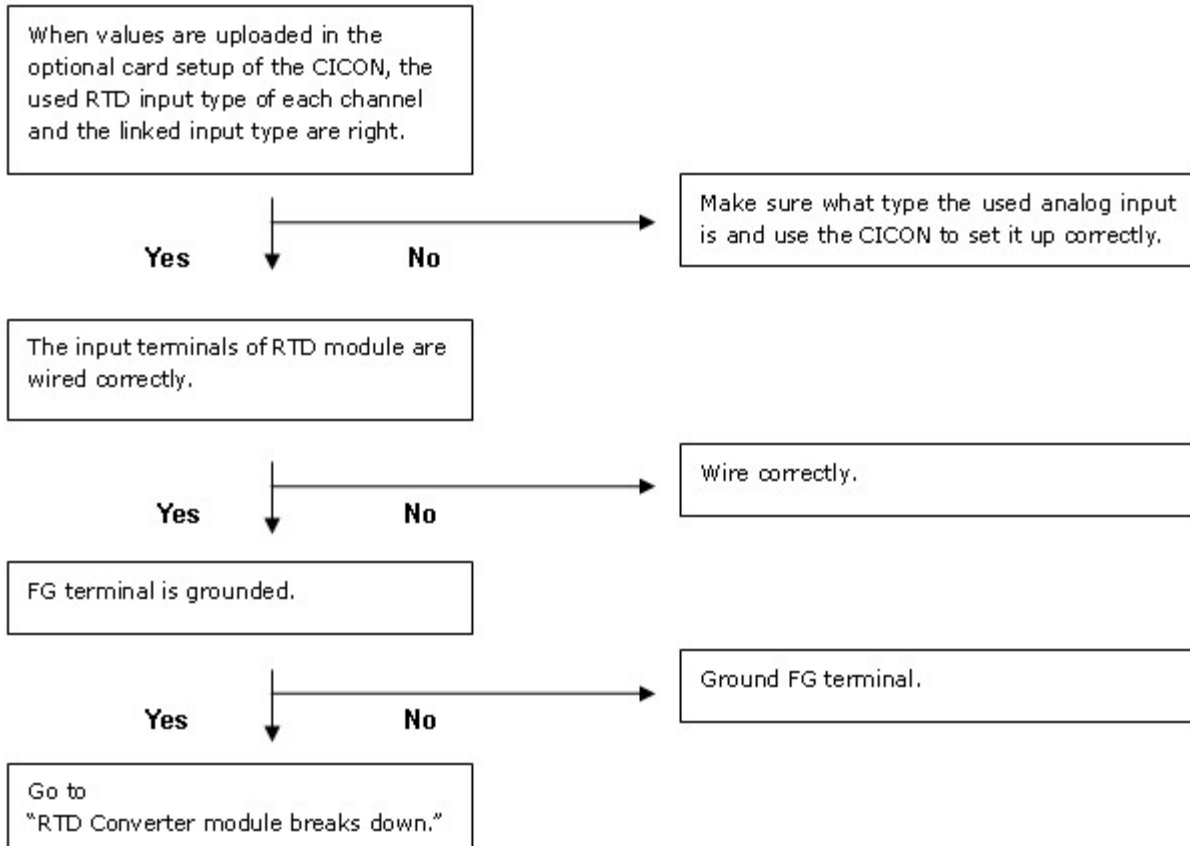 When values are uploaded in the
optional card setup of the CICON, the
used RTD input type of each channel
and the linked input type are right.
Make sure what type the used analog input
is and use the CICON to set it up correctly.
Yes
No
The input terminals of RTD module are
wired correctly.
Wire correctly.
Yes
No
FG terminal is grounded.
Ground FG terminal.
Yes
No
Go to
“RTD Converter module breaks down.”